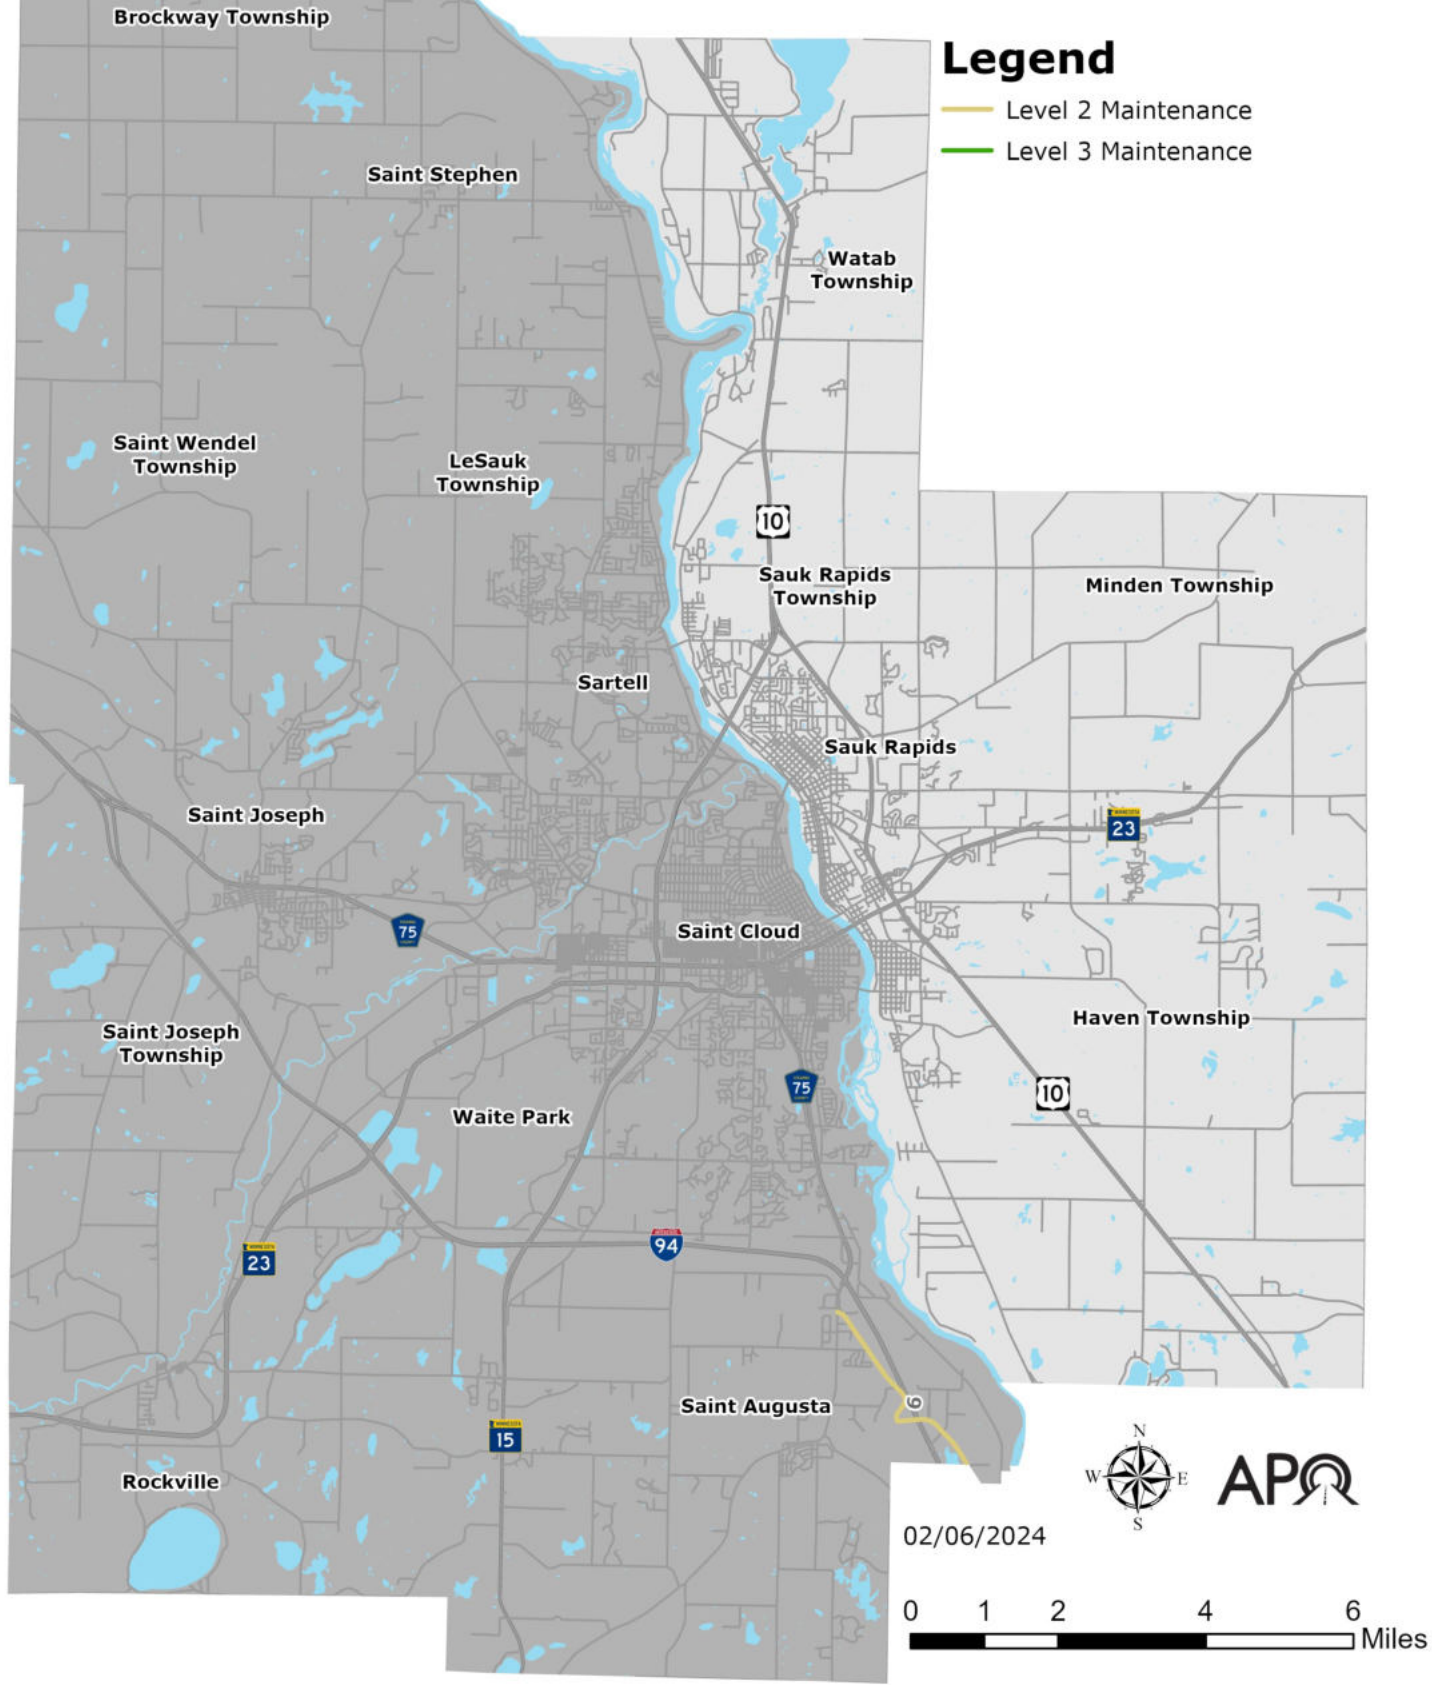 Brockway Township
Legend
Level 2 Maintenance
Level 3 Maintenance
Saint Stephen
Watab
Township
Saint Wendel
Township
LeSauk
Township
10
Sauk Rapids
Township
Minden Township
Sartell
Sauk Rapids
Saint Joseph
23
75
Saint Cloud
Saint Joseph
Township
Haven Township
75
10
Waite Park
94
23
Saint Augusta
9
15
Rockville
N
W
E
S
APO
02/06/2024
0 1 2 4 6
Miles